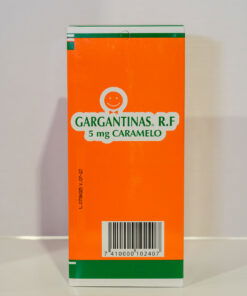 GARGANTINAS. R.F
5 mg CARAMELO
7 410000 102407